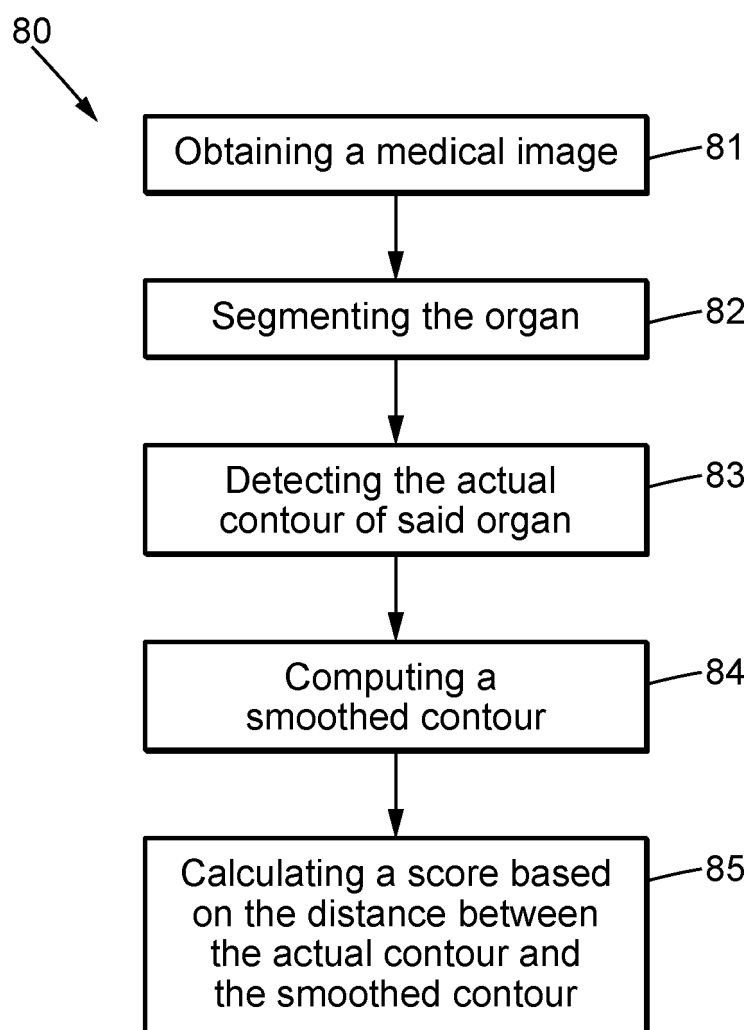 80
Obtaining a medical image
81
Segmenting the organ
82
Detecting the actual
contour of said organ
83
Computing a
smoothed contour
84
Calculating a score based
on the distance between
the actual contour and
the smoothed contour
85